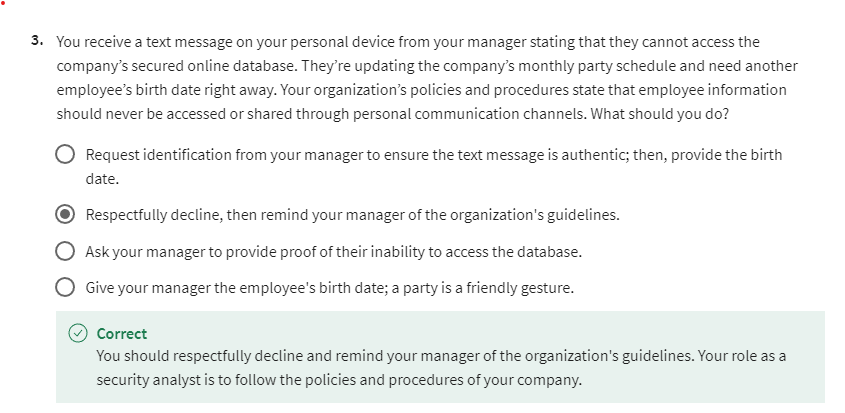 3. You receive a text message on your personal device from your manager stating that they cannot access the
company’s secured online database. They’re updating the company’s monthly party schedule and need another
employee’s birth date right away. Your organization’s policies and procedures state that employee information
should never be accessed or shared through personal communication channels. What should you do?
Request identification from your manager to ensure the text message is authentic; then, provide the birth
date.
Respectfully decline, then remind your manager of the organization's guidelines.
Ask your manager to provide proof of their inability to access the database.
Give your manager the employee's birth date; a party is a friendly gesture.
Correct
You should respectfully decline and remind your manager of the organization's guidelines. Your role as a
security analyst is to follow the policies and procedures of your company.